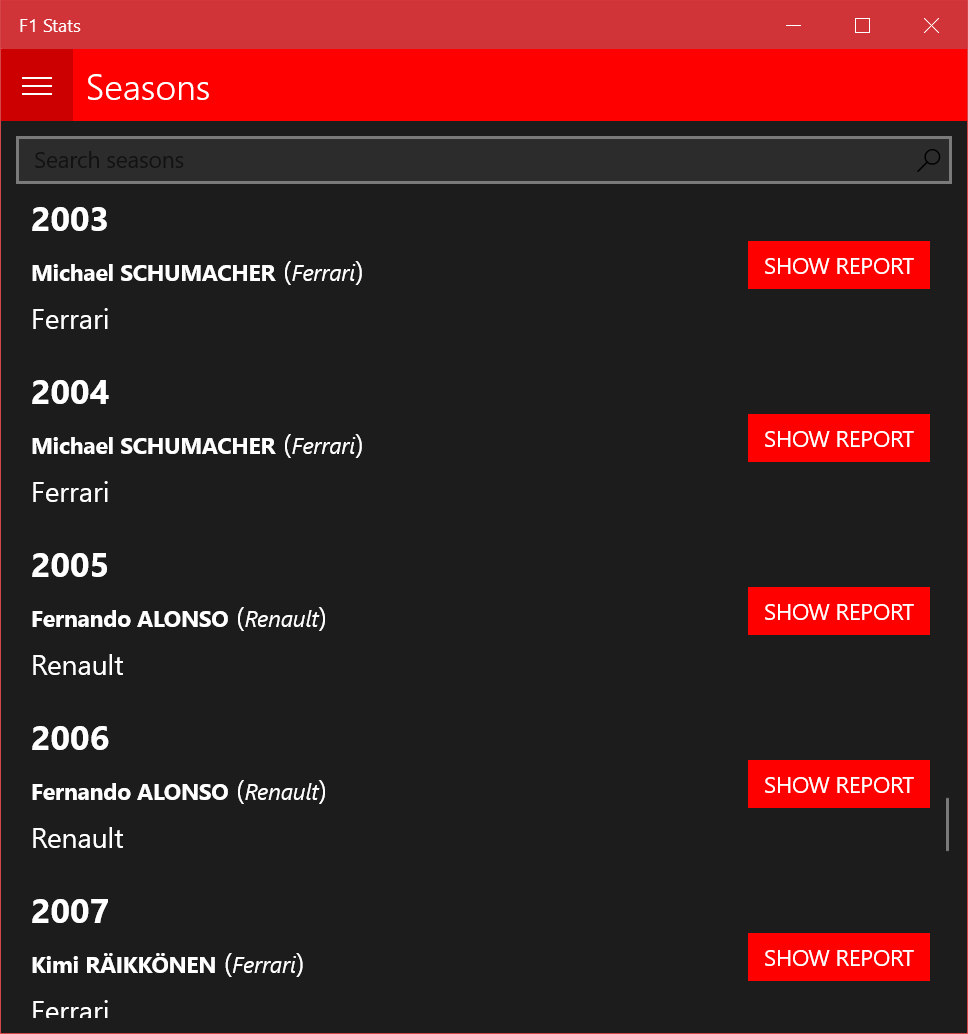 F1 Stats
Seasons
Search seasons
2003
Michael SCHUMACHER (Ferrari)
SHOW REPORT
Ferrari
2004
Michael SCHUMACHER (Ferrari)
SHOW REPORT
Ferrari
2005
Fernando ALONSO (Renault)
SHOW REPORT
Renault
2006
Fernando ALONSO (Renault)
SHOW REPORT
Renault
2007
Kimi RÄIKKÖNEN (Ferrari)
SHOW REPORT
Ferrari